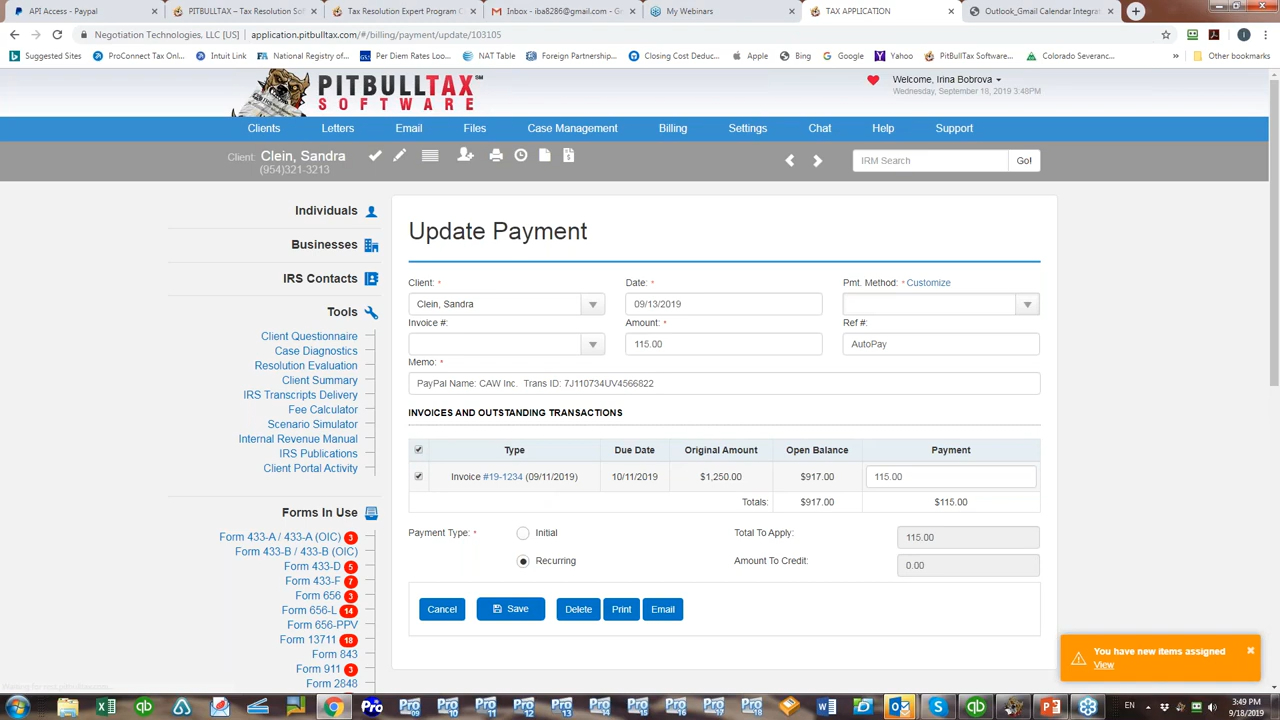 API Access - Paypal
PITBULLTAX – Tax Resolution Sof
Tax Resolution Expert Program C
Inbox - iba8286@gmail.com - G
My Webinars
TAX APPLICATION
Outlook_Gmail Calendar Integrat
Negotiation Technologies, LLC [US] application.pitbulltax.com/#/billing/payment/update/103105
Suggested Sites
ProConnect Tax Onl...
Intuit Link
National Registry of...
Per Diem Rates Loo...
NAT Table
Foreign Partnership...
Closing Cost Deduc...
Apple
Bing
Google
Yahoo
PitBullTax Software...
Colorado Severanc...
Other bookmarks
PITBULLTAX™
SOFTWARE
Welcome, Irina Bobrova
Wednesday, September 18, 2019 3:48PM
Clients Letters Email Files Case Management Billing Settings Chat Help Support
Client: Clein, Sandra
(954)321-3213
IRM Search Go!
Individuals
Businesses
IRS Contacts
Tools
Client Questionnaire
Case Diagnostics
Resolution Evaluation
Client Summary
IRS Transcripts Delivery
Fee Calculator
Scenario Simulator
Internal Revenue Manual
IRS Publications
Client Portal Activity
Forms In Use
Form 433-A / 433-A (OIC) 3
Form 433-B / 433-B (OIC)
Form 433-D 5
Form 433-F 7
Form 656 3
Form 656-L 14
Form 656-PPV
Form 13711 18
Form 843
Form 911 3
Form 2848
Update Payment
Client: * Date: * Pmt. Method: * Customize
Clein, Sandra 09/13/2019
Invoice #: Amount: * Ref #:
115.00 AutoPay
Memo: *
PayPal Name: CAW Inc. Trans ID: 7J110734UV4566822
INVOICES AND OUTSTANDING TRANSACTIONS
Type Due Date Original Amount Open Balance Payment
Invoice #19-1234 (09/11/2019) 10/11/2019 $1,250.00 $917.00 115.00
Totals: $917.00 $115.00
Payment Type: * Initial Total To Apply: 115.00
Recurring Amount To Credit: 0.00
Cancel Save Delete Print Email
You have new items assigned
View
EN 3:49 PM
9/18/2019